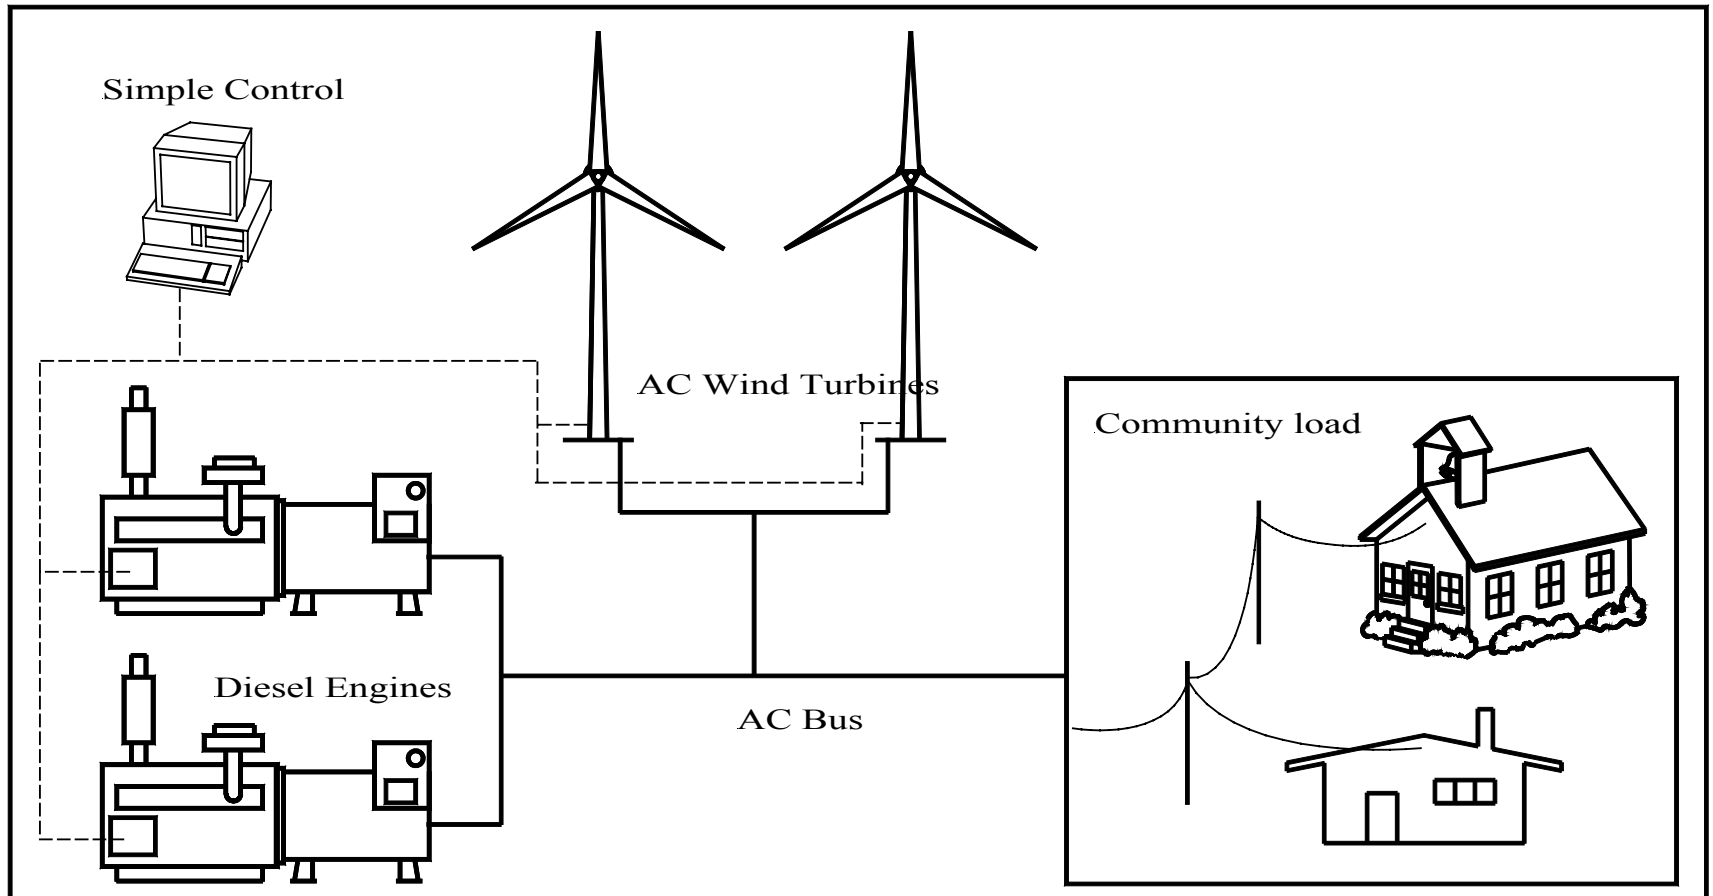 Simple Control
AC Wind Turbines
Community load
Diesel Engines
AC Bus